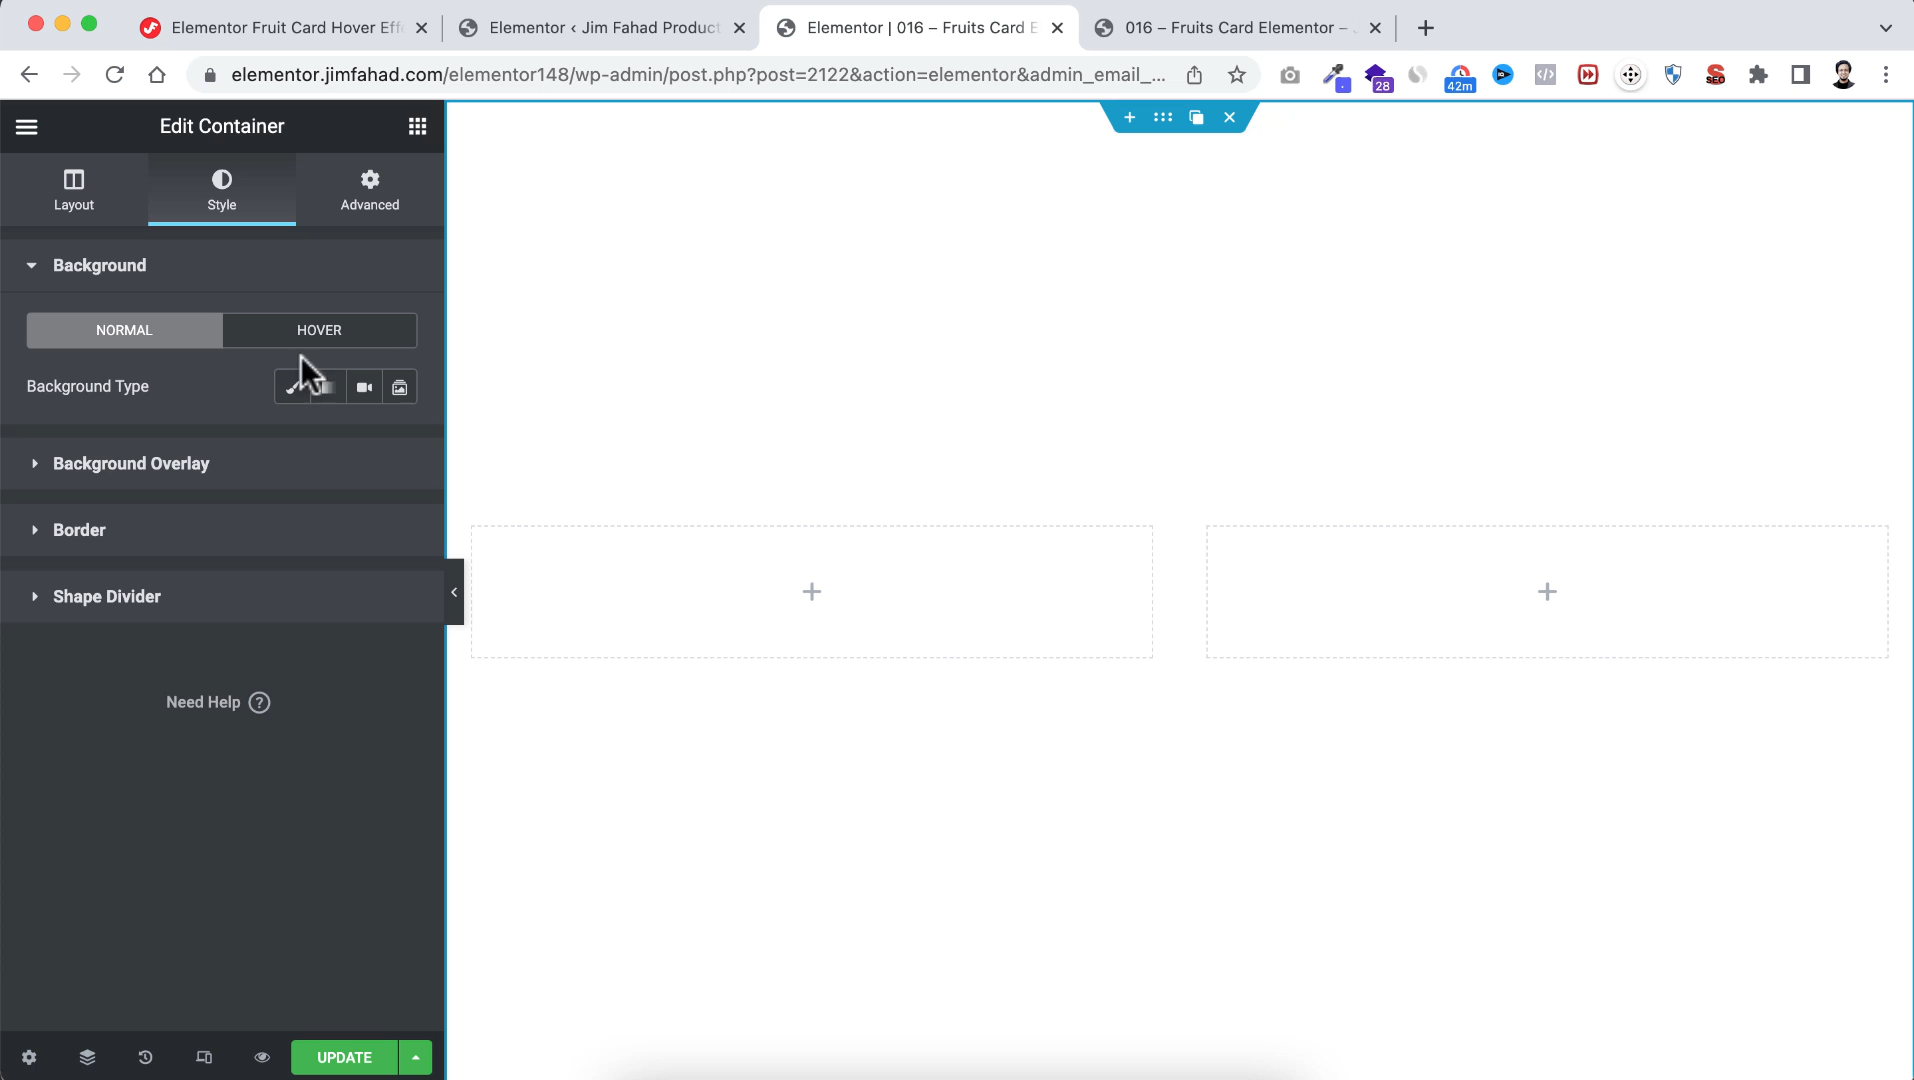 Elementor Fruit Card Hover Effe
Elementor ‹ Jim Fahad Product
Elementor | 016 – Fruits Card E
016 – Fruits Card Elementor –
elementor.jimfahad.com/elementor148/wp-admin/post.php?post=2122&action=elementor&admin_email_...
28
42m
SEO
Edit Container
Layout
Style
Advanced
Background
NORMAL
HOVER
Background Type
Background Overlay
Border
Shape Divider
Need Help ?
UPDATE